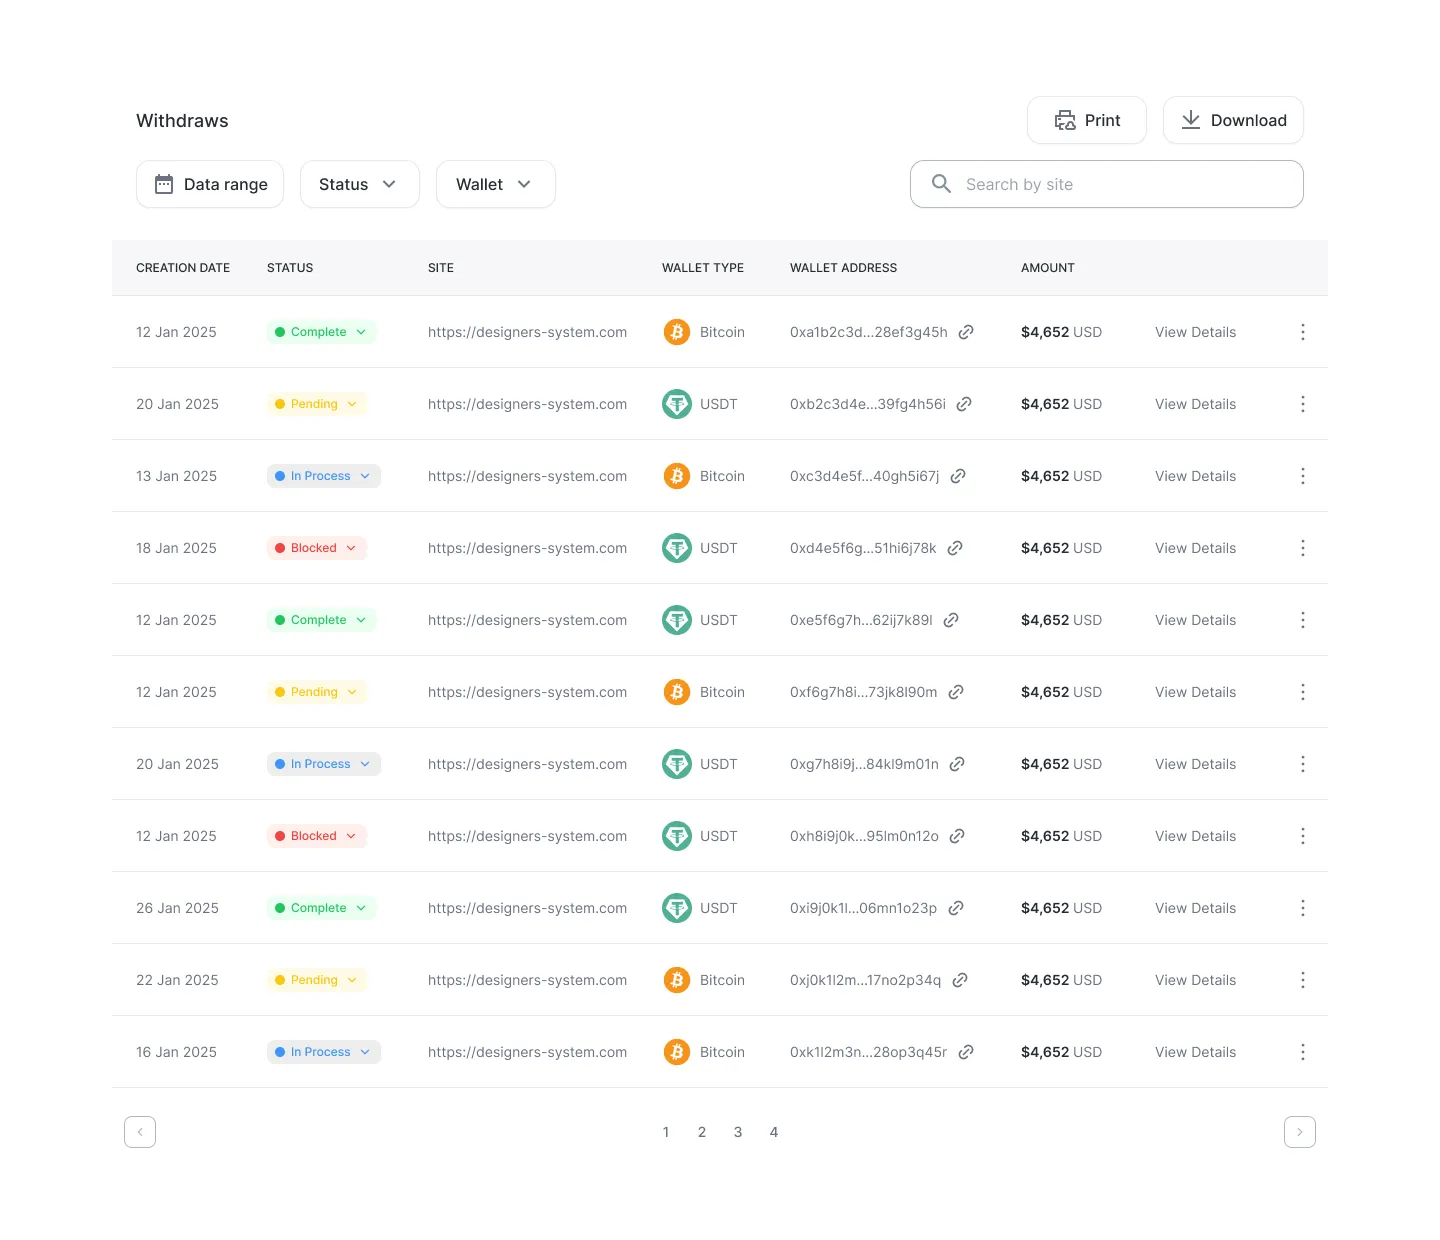 Withdraws
Print
Download
Data range
Status
Wallet
Search by site
CREATION DATE STATUS SITE WALLET TYPE WALLET ADDRESS AMOUNT
12 Jan 2025 Complete https://designers-system.com Bitcoin 0xa1b2c3d...28ef3g45h $4,652 USD View Details
20 Jan 2025 Pending https://designers-system.com USDT 0xb2c3d4e...39fg4h56i $4,652 USD View Details
13 Jan 2025 In Process https://designers-system.com Bitcoin 0xc3d4e5f...40gh5i67j $4,652 USD View Details
18 Jan 2025 Blocked https://designers-system.com USDT 0xd4e5f6g...51hi6j78k $4,652 USD View Details
12 Jan 2025 Complete https://designers-system.com USDT 0xe5f6g7h...62ij7k89l $4,652 USD View Details
12 Jan 2025 Pending https://designers-system.com Bitcoin 0xf6g7h8i...73jk8l90m $4,652 USD View Details
20 Jan 2025 In Process https://designers-system.com USDT 0xg7h8i9j...84kl9m01n $4,652 USD View Details
12 Jan 2025 Blocked https://designers-system.com USDT 0xh8i9j0k...95lm0n12o $4,652 USD View Details
26 Jan 2025 Complete https://designers-system.com USDT 0xi9j0k1l...06mn1o23p $4,652 USD View Details
22 Jan 2025 Pending https://designers-system.com Bitcoin 0xj0k1l2m...17no2p34q $4,652 USD View Details
16 Jan 2025 In Process https://designers-system.com Bitcoin 0xk1l2m3n...28op3q45r $4,652 USD View Details
1 2 3 4